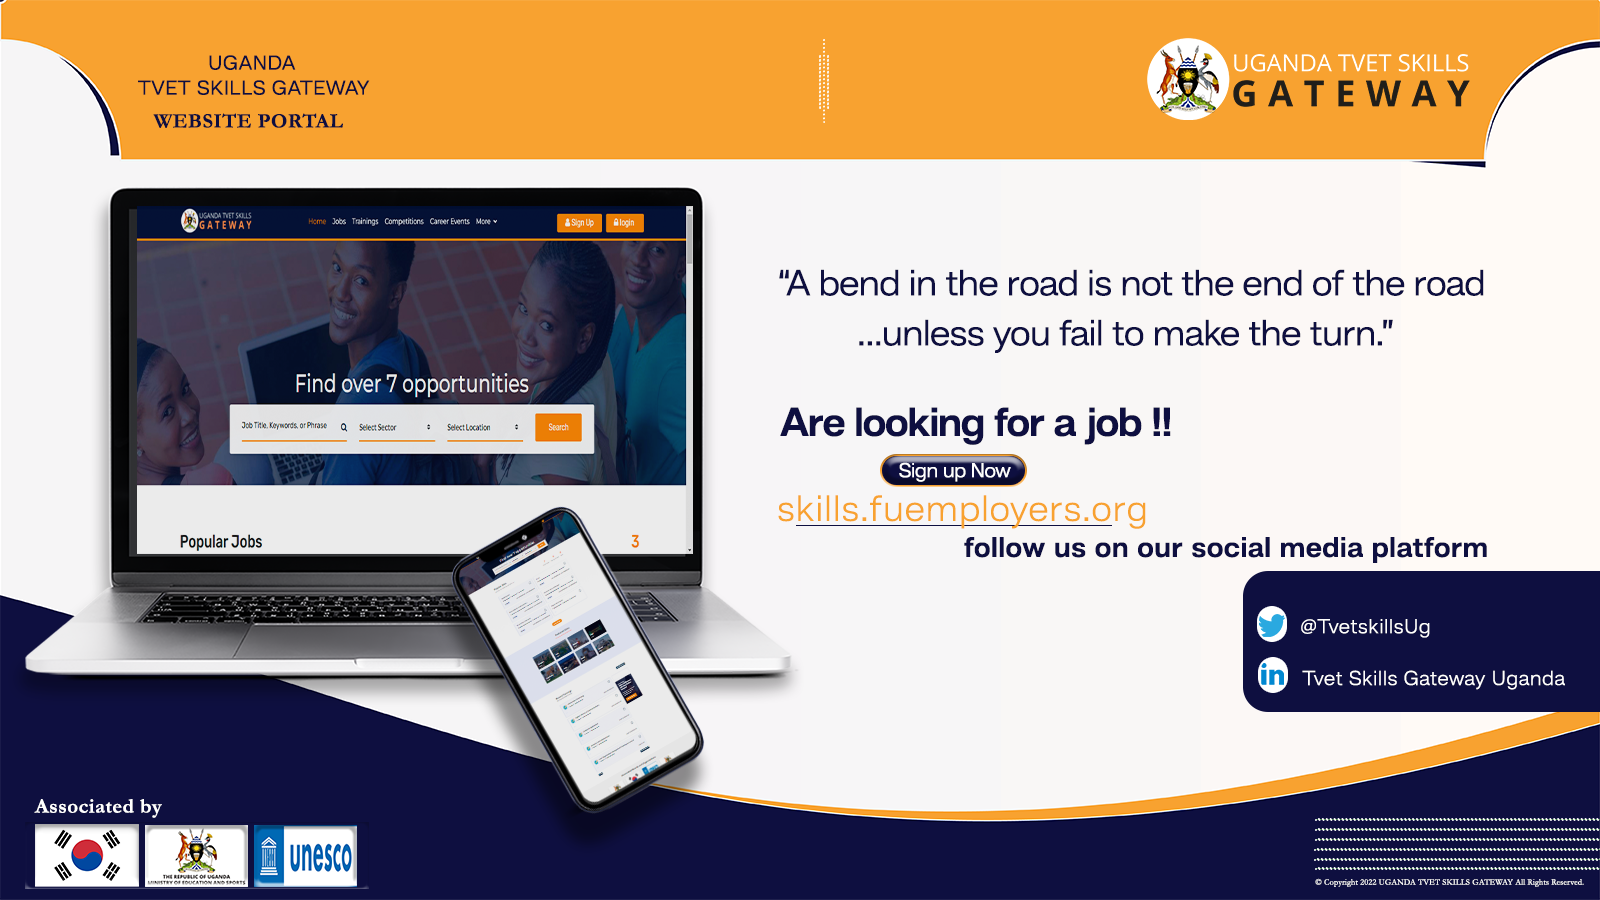 UGANDA
TVET SKILLS GATEWAY
WEBSITE PORTAL
UGANDA TVET SKILLS
GATEWAY
UGANDA TVET SKILLS
GATEWAY
Home Jobs Trainings Competitions Career Events More
Sign Up login
Find over 7 opportunities
Job Title, Keywords, or Phrase Select Sector Select Location Search
Popular Jobs 3
“A bend in the road is not the end of the road
...unless you fail to make the turn.”
Are looking for a job !!
Sign up Now
skills.fuemployers.org
follow us on our social media platform
@TvetskillsUg
in Tvet Skills Gateway Uganda
Associated by
THE REPUBLIC OF UGANDA
MINISTRY OF EDUCATION AND SPORTS
unesco
© Copyright 2022 UGANDA TVET SKILLS GATEWAY All Rights Reserved.